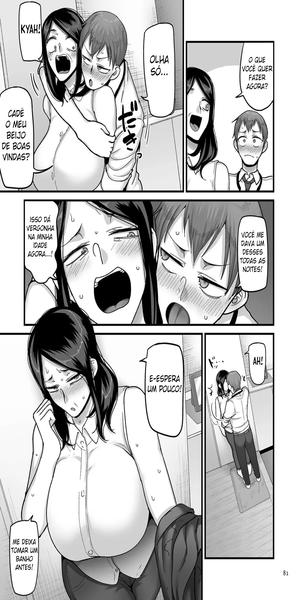 O QUE
VOCÊ QUER
FAZER
AGORA?
OLHA
SÓ...
KYAH!
CADÊ O
MEU
BEIJO
DE BOAS
VINDAS?
VOCÊ ME
DAVA UM
DESSES
TODAS AS
NOITES!
ISSO DÁ
VERGONHA
NA MINHA
IDADE
AGORA...!
AH!
E-ESPERA
UM POUCO!
ME DEIXA
TOMAR UM
BANHO
ANTES!
81